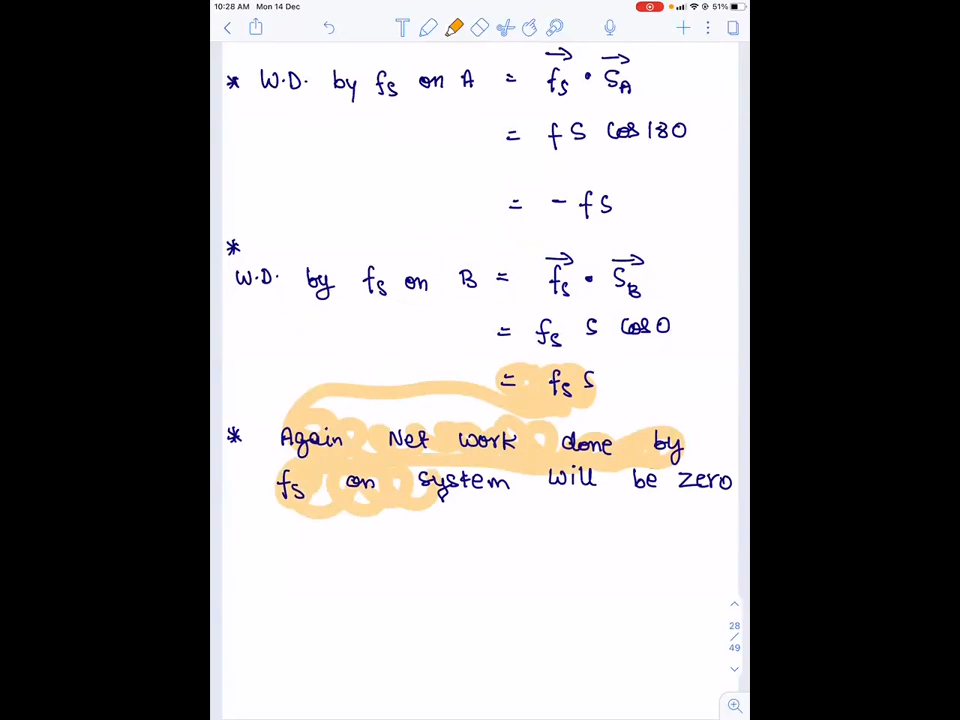 10:28 AM Mon 14 Dec 51%
* W.D. by fs on A = fs · SA
= f S cos 180
= - f S
*
W.D. by fs on B = fs · SB
= fs S cos 0
= fs S
* Again Net work done by
fs on system will be zero
28
/
49